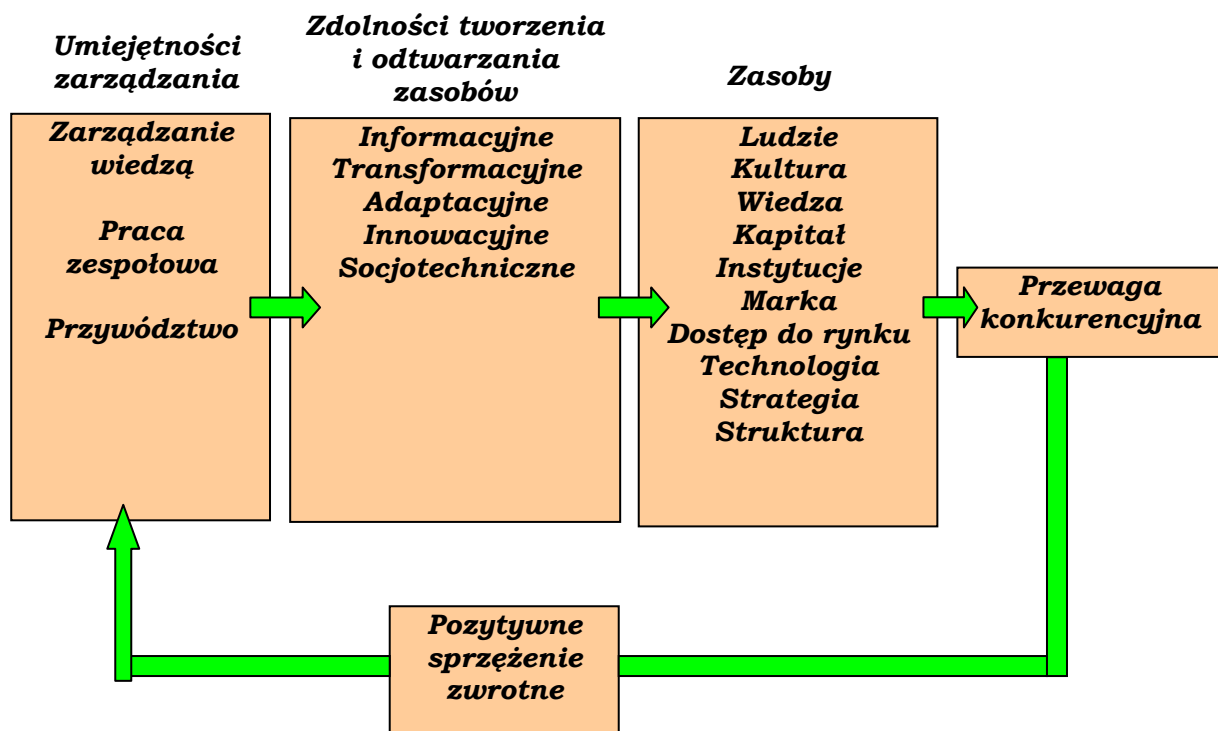 Umiejętności
zarządzania
Zdolności tworzenia
i odtwarzania
zasobów
Zasoby
Zarządzanie
wiedzą
Praca
zespołowa
Przywództwo
Informacyjne
Transformacyjne
Adaptacyjne
Innowacyjne
Socjotechniczne
Ludzie
Kultura
Wiedza
Kapitał
Instytucje
Marka
Dostęp do rynku
Technologia
Strategia
Struktura
Przewaga
konkurencyjna
Pozytywne
sprzężenie
zwrotne